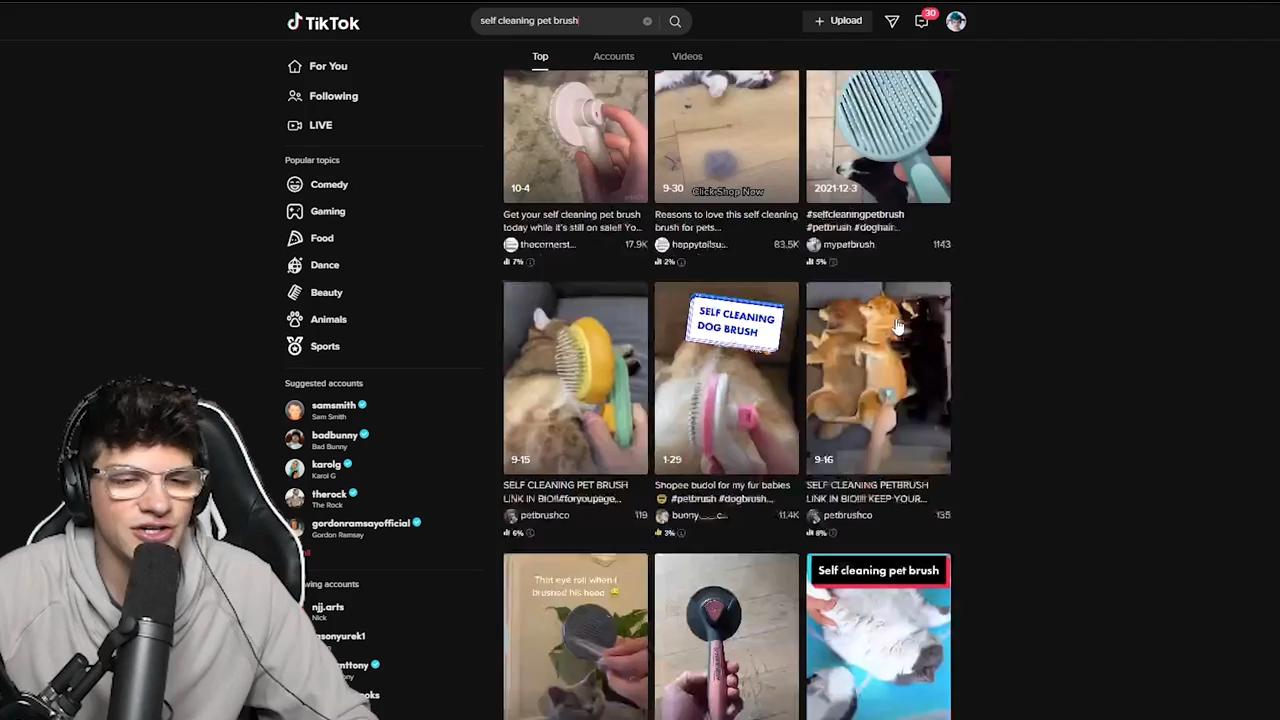 TikTok
self cleaning pet brush
Upload
30
Top
Accounts
Videos
For You
Following
LIVE
Popular topics
Comedy
Gaming
Food
Dance
Beauty
Animals
Sports
Suggested accounts
samsmith
Sam Smith
badbunny
Bad Bunny
karolg
Karol G
therock
The Rock
gordonramsayofficial
Gordon Ramsay
accounts
njj.arts
Nick
10-4
Get your self cleaning pet brush
today while it's still on sale!! Yo...
thecornerst...
17.9K
7%
9-30
Click Shop Now
Reasons to love this self cleaning
brush for pets...
happytailsu...
83.5K
2%
2021-12-3
#selfcleaningpetbrush
#petbrush #doghair...
mypetbrush
1143
5%
9-15
SELF CLEANING PET BRUSH
LINK IN BIO!!#foryoupage...
petbrushco
119
6%
SELF CLEANING
DOG BRUSH
1-29
Shopee budol for my fur babies
#petbrush #dogbrush...
bunny___c...
11.4K
3%
9-16
SELF CLEANING PETBRUSH
LINK IN BIO!!!! KEEP YOUR...
petbrushco
135
8%
That eye roll when I
brushed his head
Self cleaning pet brush